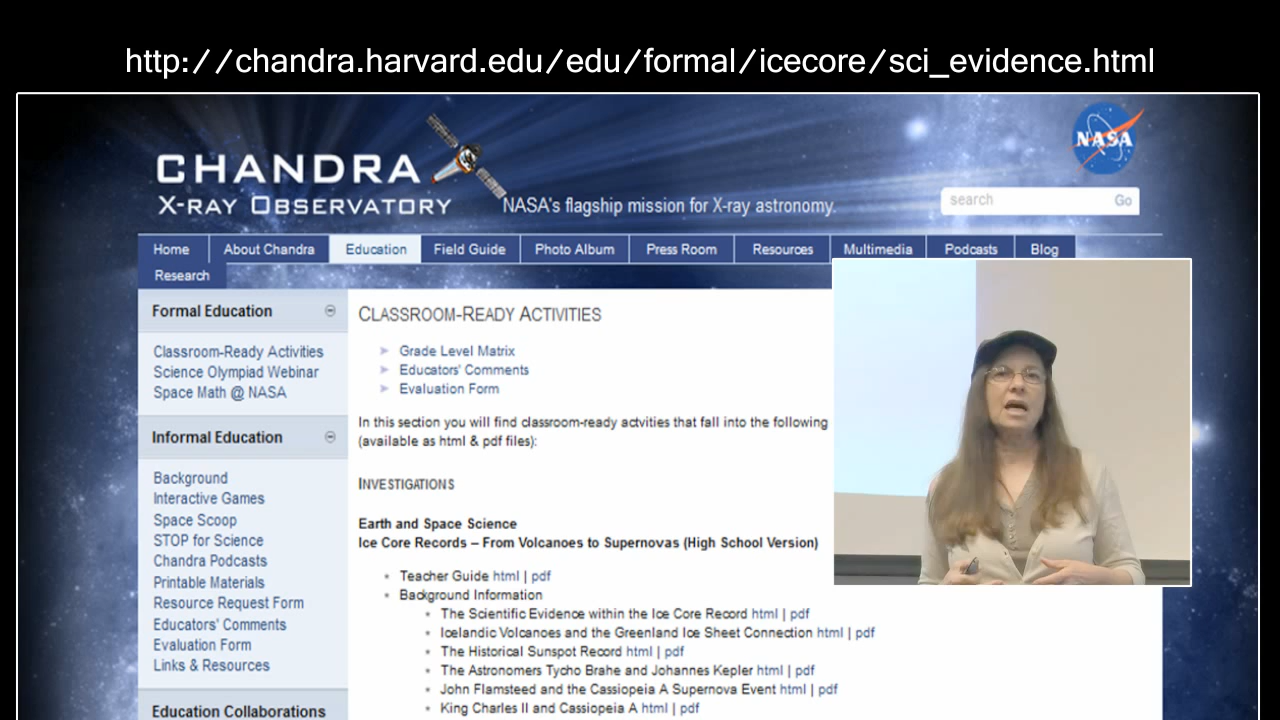 http://chandra.harvard.edu/edu/formal/icecore/sci_evidence.html
CHANDRA
X-RAY OBSERVATORY
NASA's flagship mission for X-ray astronomy.
NASA
search Go
Home About Chandra Education Field Guide Photo Album Press Room Resources Multimedia Podcasts Blog
Research
Formal Education
Classroom-Ready Activities
Science Olympiad Webinar
Space Math @ NASA
Informal Education
Background
Interactive Games
Space Scoop
STOP for Science
Chandra Podcasts
Printable Materials
Resource Request Form
Educators' Comments
Evaluation Form
Links & Resources
Education Collaborations
CLASSROOM-READY ACTIVITIES
Grade Level Matrix
Educators' Comments
Evaluation Form
In this section you will find classroom-ready actvities that fall into the following
(available as html & pdf files):
INVESTIGATIONS
Earth and Space Science
Ice Core Records – From Volcanoes to Supernovas (High School Version)
Teacher Guide html | pdf
Background Information
The Scientific Evidence within the Ice Core Record html | pdf
Icelandic Volcanoes and the Greenland Ice Sheet Connection html | pdf
The Historical Sunspot Record html | pdf
The Astronomers Tycho Brahe and Johannes Kepler html | pdf
John Flamsteed and the Cassiopeia A Supernova Event html | pdf
King Charles II and Cassiopeia A html | pdf